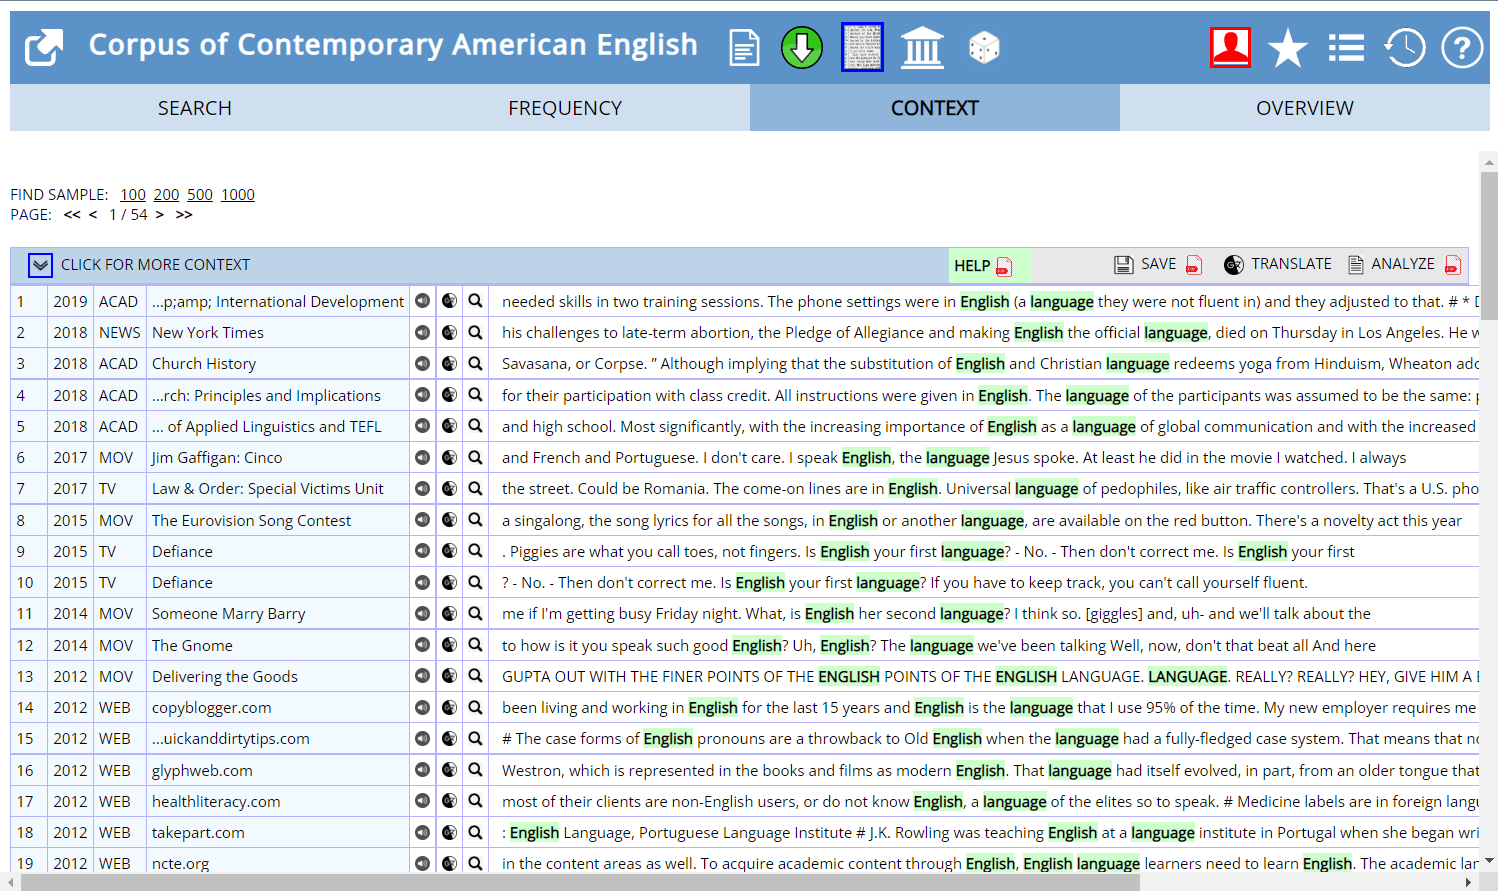 Corpus of Contemporary American English
SEARCH FREQUENCY CONTEXT OVERVIEW
FIND SAMPLE: 100 200 500 1000
PAGE: << < 1 / 54 > >>
CLICK FOR MORE CONTEXT HELP SAVE TRANSLATE ANALYZE
1 2019 ACAD ...p;amp; International Development needed skills in two training sessions. The phone settings were in English (a language they were not fluent in) and they adjusted to that. # *
2 2018 NEWS New York Times his challenges to late-term abortion, the Pledge of Allegiance and making English the official language, died on Thursday in Los Angeles. He
3 2018 ACAD Church History Savasana, or Corpse. " Although implying that the substitution of English and Christian language redeems yoga from Hinduism, Wheaton
4 2018 ACAD ...rch: Principles and Implications for their participation with class credit. All instructions were given in English. The language of the participants was assumed to be the same:
5 2018 ACAD ... of Applied Linguistics and TEFL and high school. Most significantly, with the increasing importance of English as a language of global communication and with the increased
6 2017 MOV Jim Gaffigan: Cinco and French and Portuguese. I don't care. I speak English, the language Jesus spoke. At least he did in the movie I watched. I always
7 2017 TV Law & Order: Special Victims Unit the street. Could be Romania. The come-on lines are in English. Universal language of pedophiles, like air traffic controllers. That's a U.S. pho
8 2015 MOV The Eurovision Song Contest a singalong, the song lyrics for all the songs, in English or another language, are available on the red button. There's a novelty act this year
9 2015 TV Defiance . Piggies are what you call toes, not fingers. Is English your first language? - No. - Then don't correct me. Is English your first
10 2015 TV Defiance ? - No. - Then don't correct me. Is English your first language? If you have to keep track, you can't call yourself fluent.
11 2014 MOV Someone Marry Barry me if I'm getting busy Friday night. What, is English her second language? I think so. [giggles] and, uh- and we'll talk about the
12 2014 MOV The Gnome to how is it you speak such good English? Uh, English? The language we've been talking Well, now, don't that beat all And here
13 2012 MOV Delivering the Goods GUPTA OUT WITH THE FINER POINTS OF THE ENGLISH POINTS OF THE ENGLISH LANGUAGE. LANGUAGE. REALLY? REALLY? HEY, GIVE HIM A
14 2012 WEB copyblogger.com been living and working in English for the last 15 years and English is the language that I use 95% of the time. My new employer requires me
15 2012 WEB ...uickanddirtytips.com # The case forms of English pronouns are a throwback to Old English when the language had a fully-fledged case system. That means that
16 2012 WEB glyphweb.com Westron, which is represented in the books and films as modern English. That language had itself evolved, in part, from an older tongue that
17 2012 WEB healthliteracy.com most of their clients are non-English users, or do not know English, a language of the elites so to speak. # Medicine labels are in foreign langu
18 2012 WEB takepart.com : English Language, Portuguese Language Institute # J.K. Rowling was teaching English at a language institute in Portugal when she began wri
19 2012 WEB ncte.org in the content areas as well. To acquire academic content through English, English language learners need to learn English. The academic lar